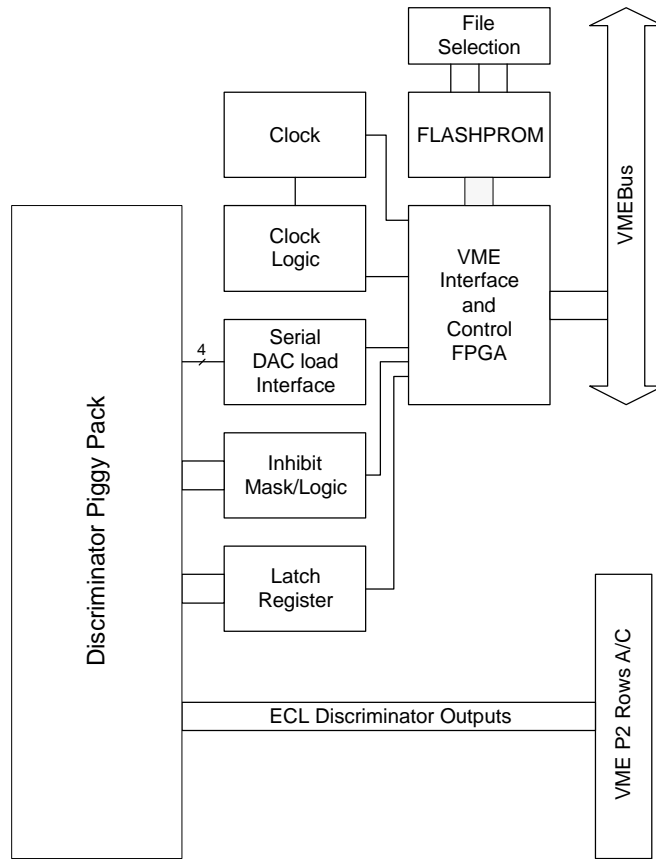 File
Selection
Clock
FLASHPROM
VMEBus
Clock
Logic
VME
Interface
and
Control
FPGA
4
Serial
DAC load
Interface
Discriminator Piggy Pack
Inhibit
Mask/Logic
Latch
Register
ECL Discriminator Outputs
VME P2 Rows A/C